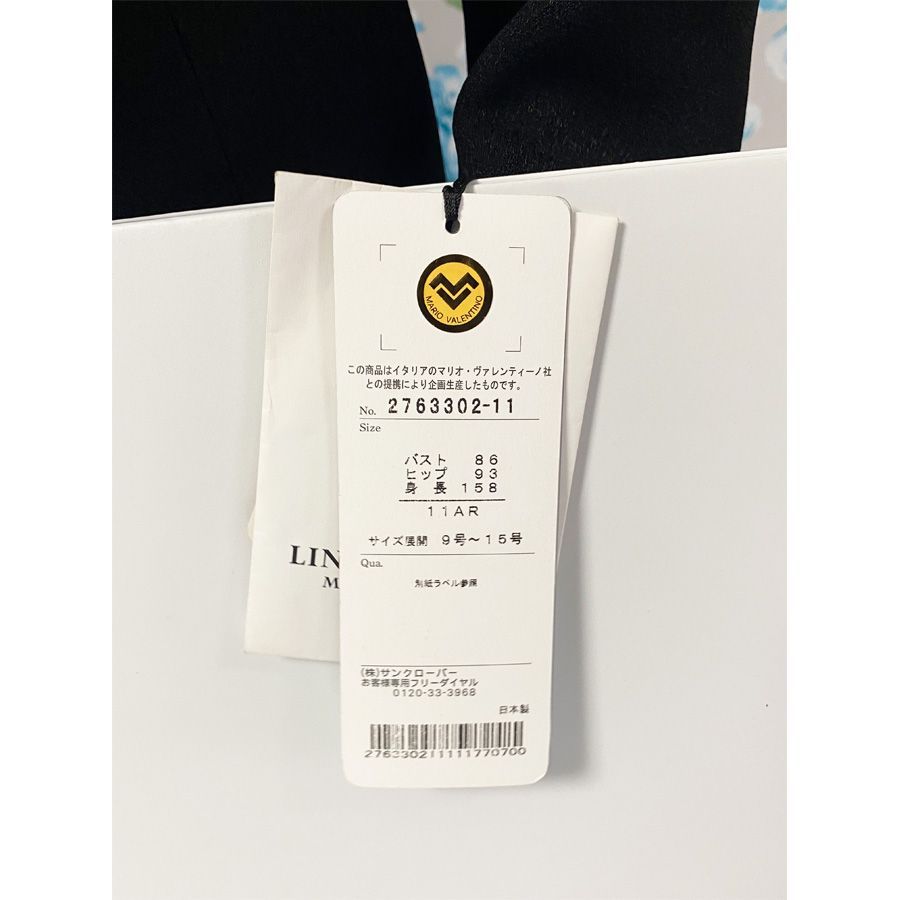 MARIO VALENTINO
この商品はイタリアのマリオ・ヴァレンティーノ社
との提携により企画生産したものです。
No. 2763302-11
Size
バスト 86
ヒップ 93
身長 158
11AR
サイズ展開 9号～15号
Qua.
別紙ラベル参照
(株)サンクローバー
お客様専用フリーダイヤル
0120-33-3968
日本製
2763302111111770700
LIN
M